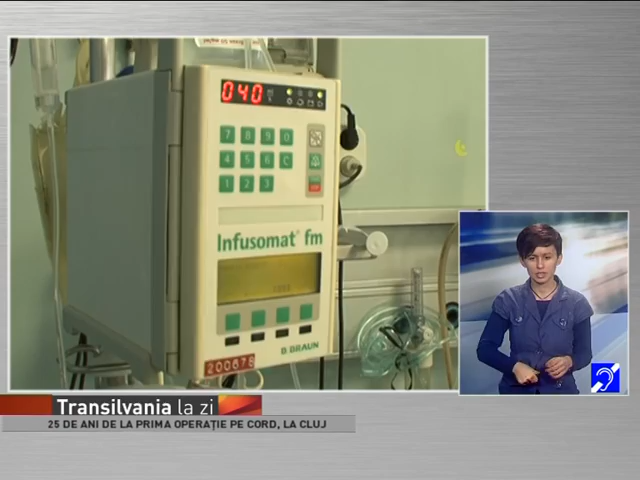 040
7 8 9 0
4 5 6 C
1 2 3
Infusomat® fm
B BRAUN
200678
Transilvania la zi
25 DE ANI DE LA PRIMA OPERAȚIE PE CORD, LA CLUJ